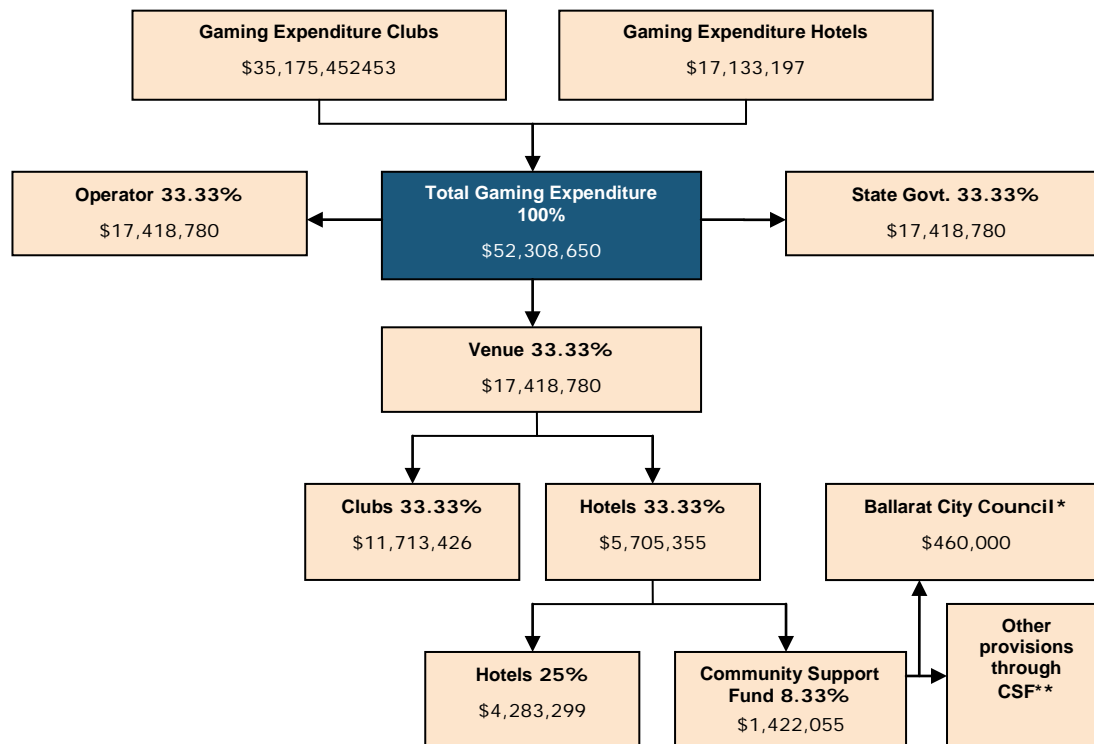 Gaming Expenditure Clubs
$35,175,452453
Gaming Expenditure Hotels
$17,133,197
Operator 33.33%
$17,418,780
Total Gaming Expenditure
100%
$52,308,650
State Govt. 33.33%
$17,418,780
Venue 33.33%
$17,418,780
Clubs 33.33%
$11,713,426
Hotels 33.33%
$5,705,355
Ballarat City Council*
$460,000
Hotels 25%
$4,283,299
Community Support
Fund 8.33%
$1,422,055
Other
provisions
through
CSF**